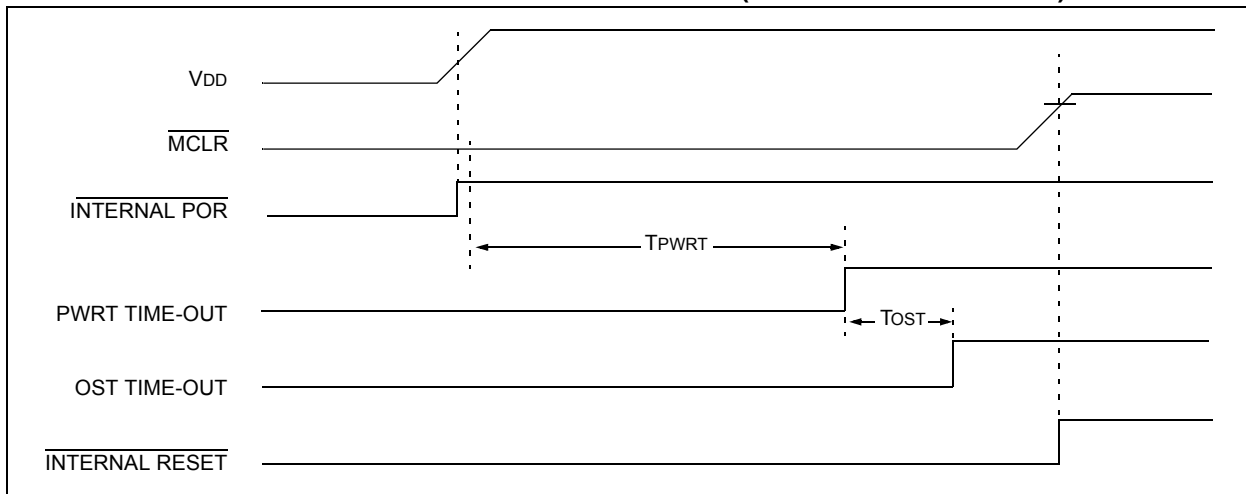 VDD
MCLR
INTERNAL POR
TPWRT
PWRT TIME-OUT
TOST
OST TIME-OUT
INTERNAL RESET